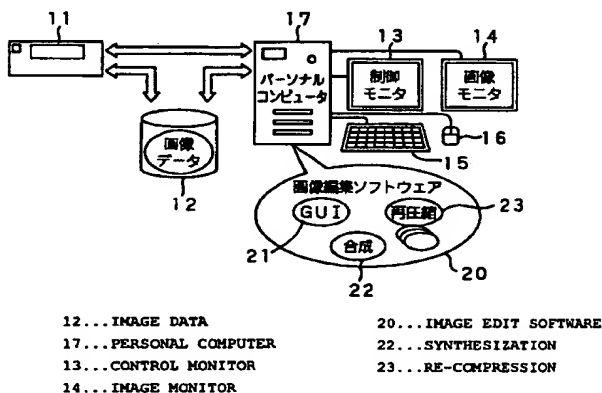 11
17
13
14
パーソナル
コンピュータ
制御
モニタ
画像
モニタ
16
15
画像
データ
12
画像編集ソフトウェア
GUI
再圧縮
23
21
合成
22
20
12...IMAGE DATA
17...PERSONAL COMPUTER
13...CONTROL MONITOR
14...IMAGE MONITOR
20...IMAGE EDIT SOFTWARE
22...SYNTHESIZATION
23...RE-COMPRESSION